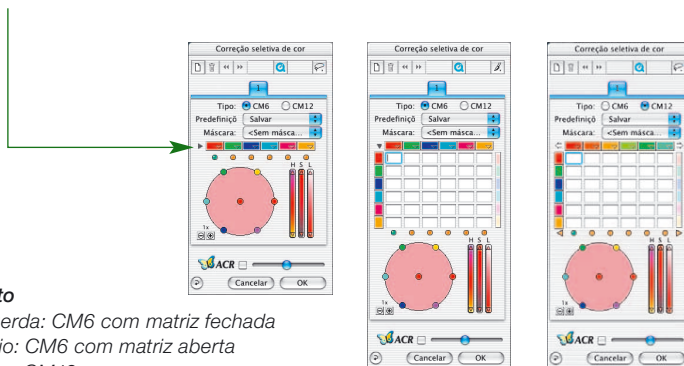 Correção seletiva de cor
1
Tipo: CM6 CM12
Predefiniçõ Salvar
Máscara: <Sem másca...
H S L
1x
ACR
Cancelar OK
Correção seletiva de cor
1
Tipo: CM6 CM12
Predefiniçõ Salvar
Máscara: <Sem másca...
H S L
1x
ACR
Cancelar OK
Correção seletiva de cor
1
Tipo: CM6 CM12
Predefiniçõ Salvar
Máscara: <Sem másca...
H S L
1x
ACR
Cancelar OK
to
erda: CM6 com matriz fechada
io: CM6 com matriz aberta